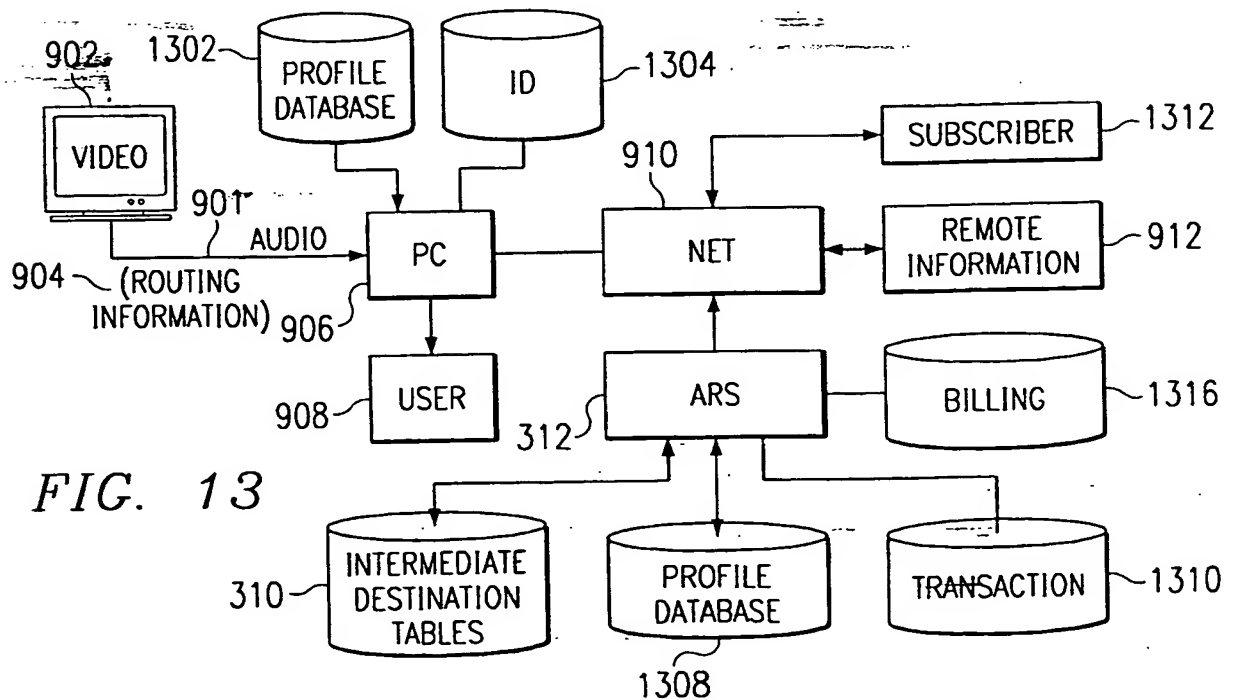 1302
902
PROFILE
DATABASE
ID
1304
VIDEO
910
SUBSCRIBER
1312
901
AUDIO
PC
NET
REMOTE
INFORMATION
912
904
(ROUTING
INFORMATION)
906
USER
908
ARS
312
BILLING
1316
FIG. 13
INTERMEDIATE
DESTINATION
TABLES
310
PROFILE
DATABASE
1308
TRANSACTION
1310